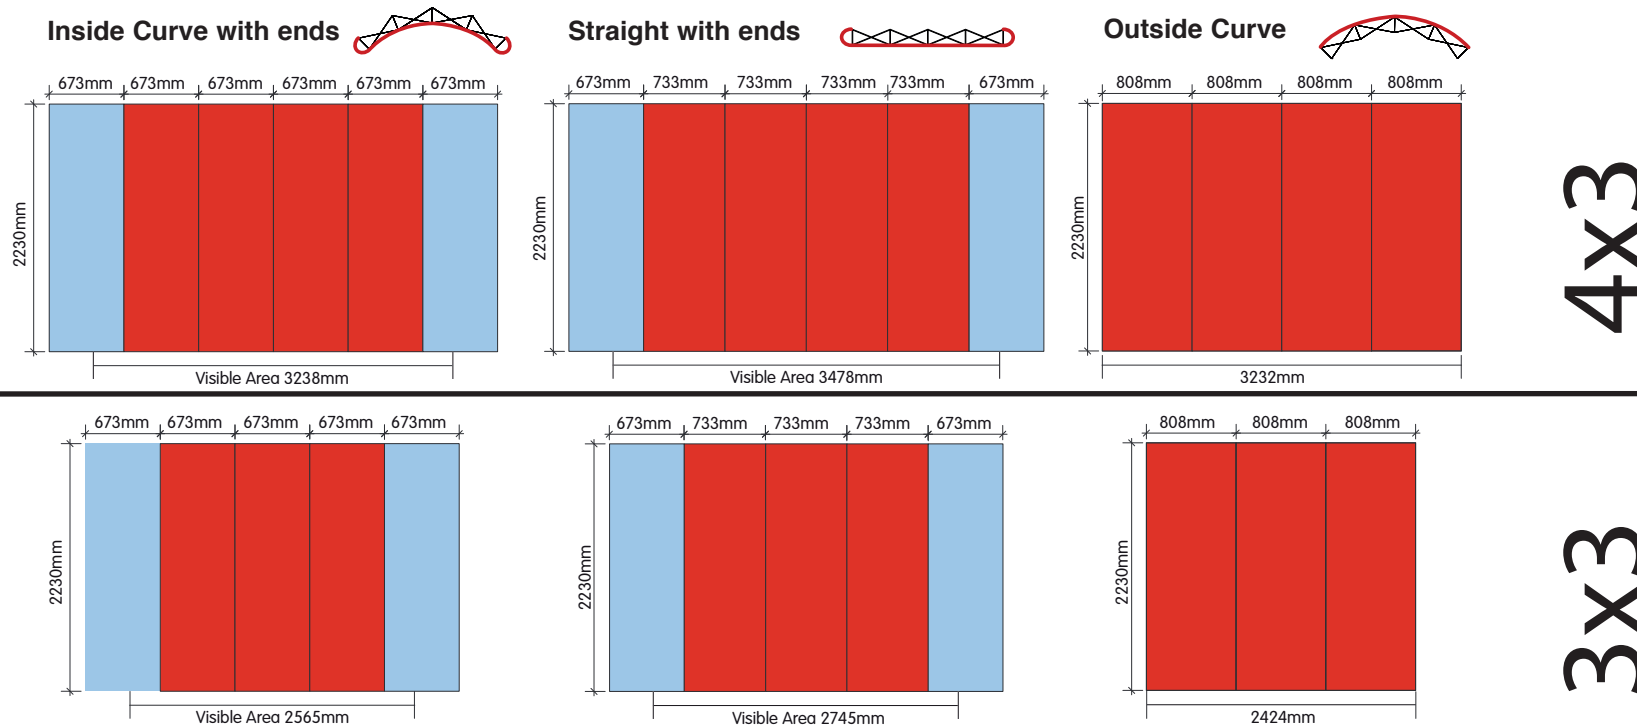 Inside Curve with ends
Straight with ends
Outside Curve
673mm 673mm 673mm 673mm 673mm 673mm
673mm 733mm 733mm 733mm 733mm 673mm
808mm 808mm 808mm 808mm
2230mm
2230mm
2230mm
4x3
Visible Area 3238mm
Visible Area 3478mm
3232mm
673mm 673mm 673mm 673mm 673mm
673mm 733mm 733mm 733mm 673mm
808mm 808mm 808mm
2230mm
2230mm
2230mm
3x3
Visible Area 2565mm
Visible Area 2745mm
2424mm